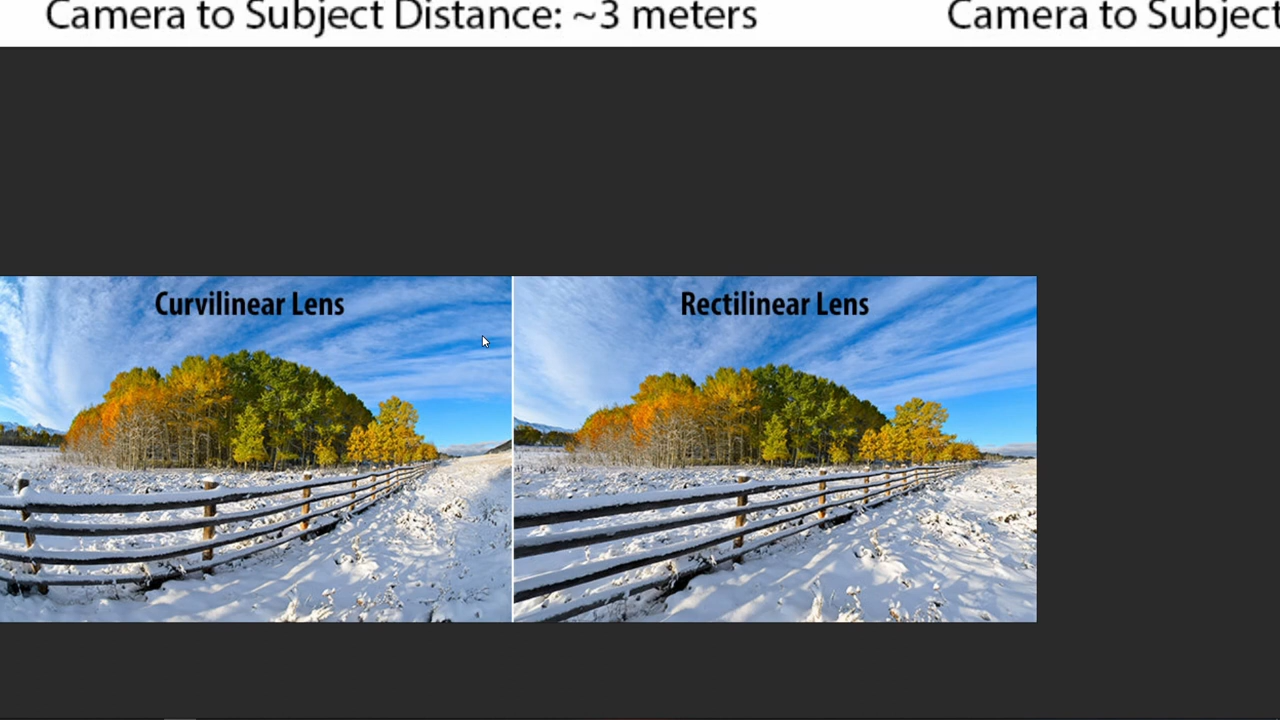 Camera to Subject Distance: ~3 meters
Camera to Subject
Curvilinear Lens
Rectilinear Lens